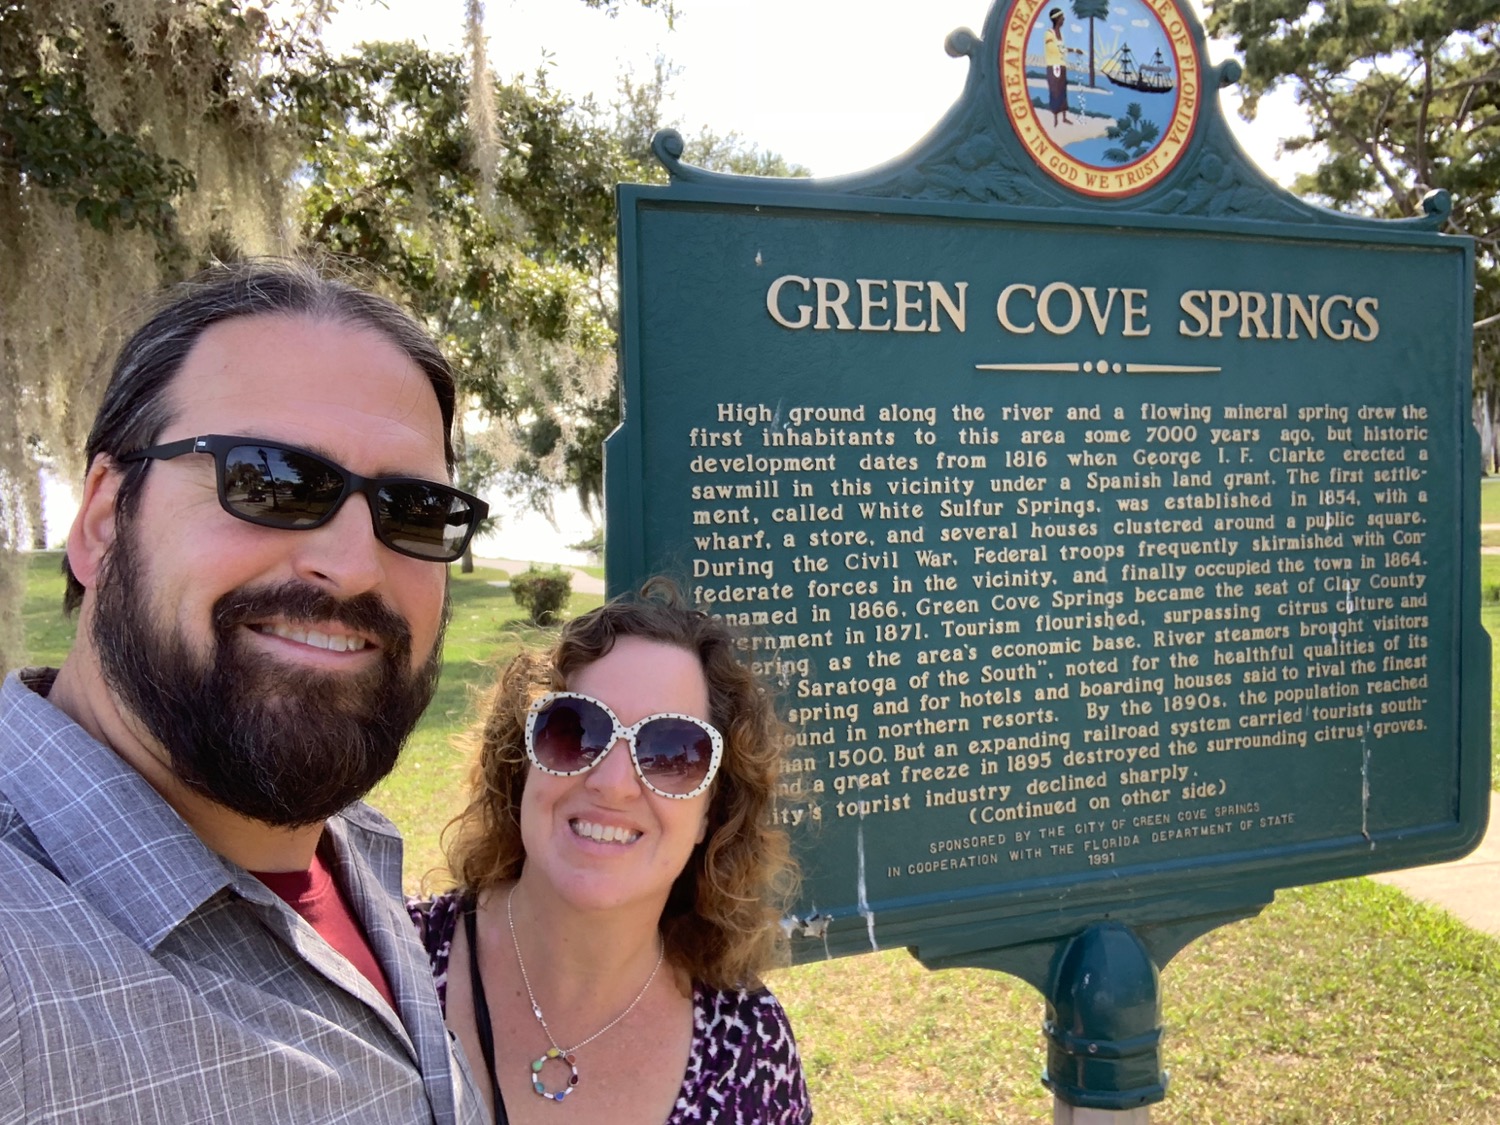 GREAT SEA E OF FLORIDA
• IN GOD WE TRUST •
GREEN COVE SPRINGS
High ground along the river and a flowing mineral spring drew the
first inhabitants to this area some 7000 years ago, but historic
development dates from 1816 when George I. F. Clarke erected a
sawmill in this vicinity under a Spanish land grant. The first settle-
ment, called White Sulfur Springs, was established in 1854, with a
wharf, a store, and several houses clustered around a public square.
During the Civil War, Federal troops frequently skirmished with Con-
federate forces in the vicinity, and finally occupied the town in 1864.
enamed in 1866, Green Cove Springs became the seat of Clay County
ernment in 1871. Tourism flourished, surpassing citrus culture and
bering as the area's economic base. River steamers brought visitors
Saratoga of the South", noted for the healthful qualities of its
spring and for hotels and boarding houses said to rival the finest
ound in northern resorts. By the 1890s, the population reached
han 1500. But an expanding railroad system carried tourists south-
nd a great freeze in 1895 destroyed the surrounding citrus groves.
ity's tourist industry declined sharply.
(Continued on other side)
SPONSORED BY THE CITY OF GREEN COVE SPRINGS
IN COOPERATION WITH THE FLORIDA DEPARTMENT OF STATE
1991